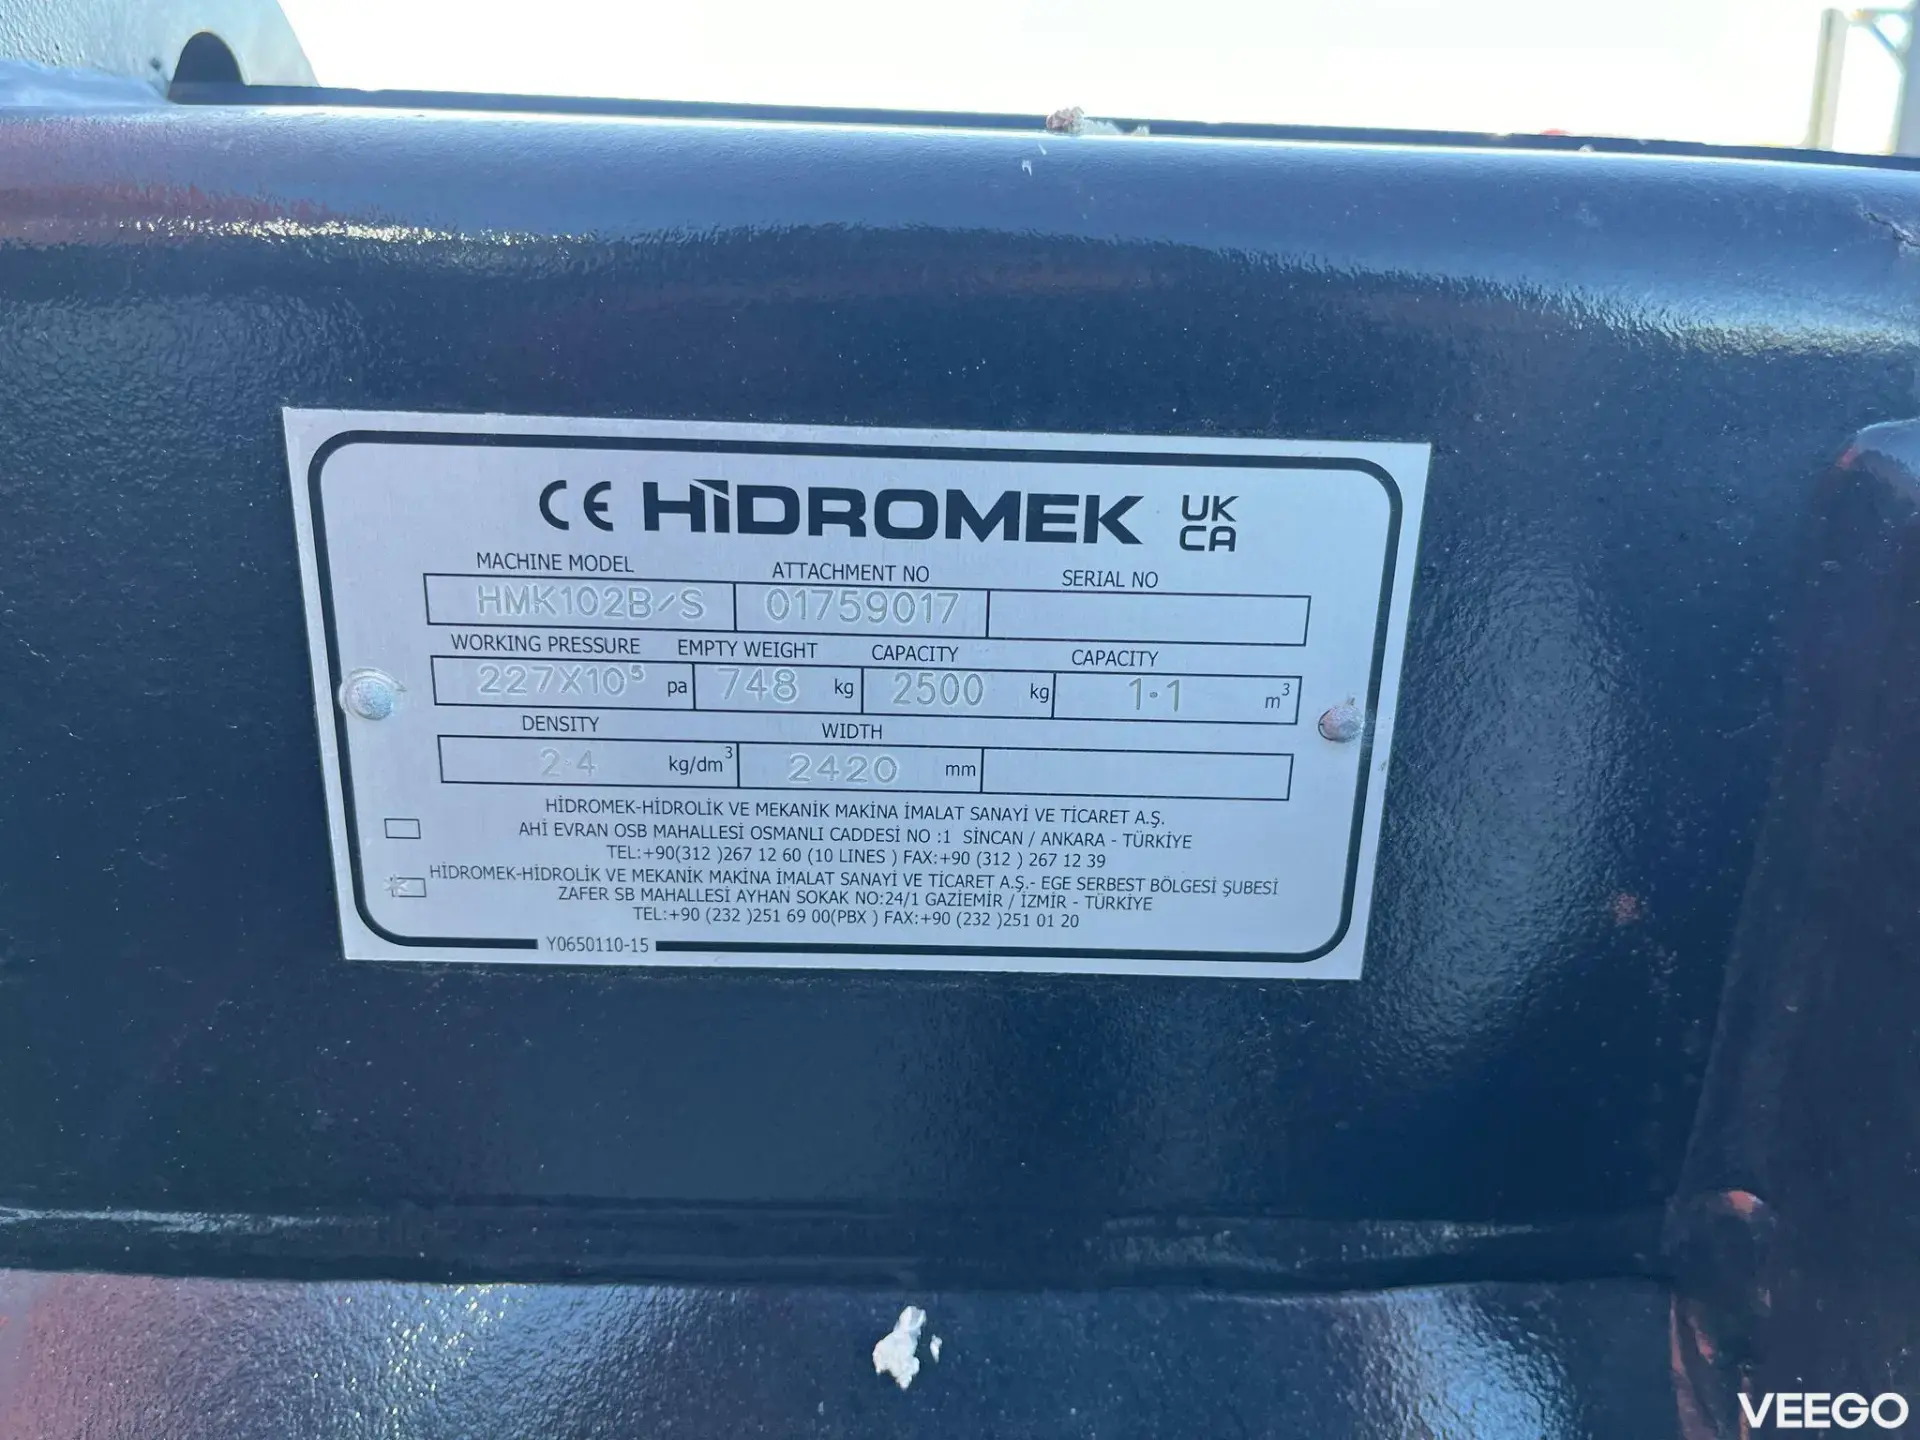 CE HİDROMEK UK CA
MACHINE MODEL ATTACHMENT NO SERIAL NO
HMK102B/S 01759017
WORKING PRESSURE EMPTY WEIGHT CAPACITY CAPACITY
227X10⁵ pa 748 kg 2500 kg 1·1 m³
DENSITY WIDTH
2·4 kg/dm³ 2420 mm
HİDROMEK-HİDROLİK VE MEKANİK MAKİNA İMALAT SANAYİ VE TİCARET A.Ş.
AHİ EVRAN OSB MAHALLESİ OSMANLI CADDESİ NO :1 SİNCAN / ANKARA - TÜRKİYE
TEL:+90(312 )267 12 60 (10 LINES ) FAX:+90 (312 ) 267 12 39
* HİDROMEK-HİDROLİK VE MEKANİK MAKİNA İMALAT SANAYİ VE TİCARET A.Ş.- EGE SERBEST BÖLGESİ ŞUBESİ
ZAFER SB MAHALLESİ AYHAN SOKAK NO:24/1 GAZİEMİR / İZMİR - TÜRKİYE
TEL:+90 (232 )251 69 00(PBX ) FAX:+90 (232 )251 01 20
Y0650110-15
VEEGO